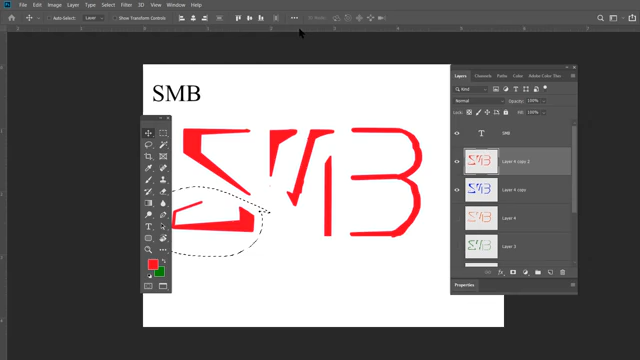 Ps File Edit Image Layer Type Select Filter 3D View Window Help
Auto-Select: Layer Show Transform Controls
SMB
SMB
Layers Channels Paths Color Adobe Color Themes
Kind
Normal Opacity: 100%
Lock: Fill: 100%
T SMB
Layer 4 copy 2
Layer 4 copy
Layer 4
Layer 3
Properties